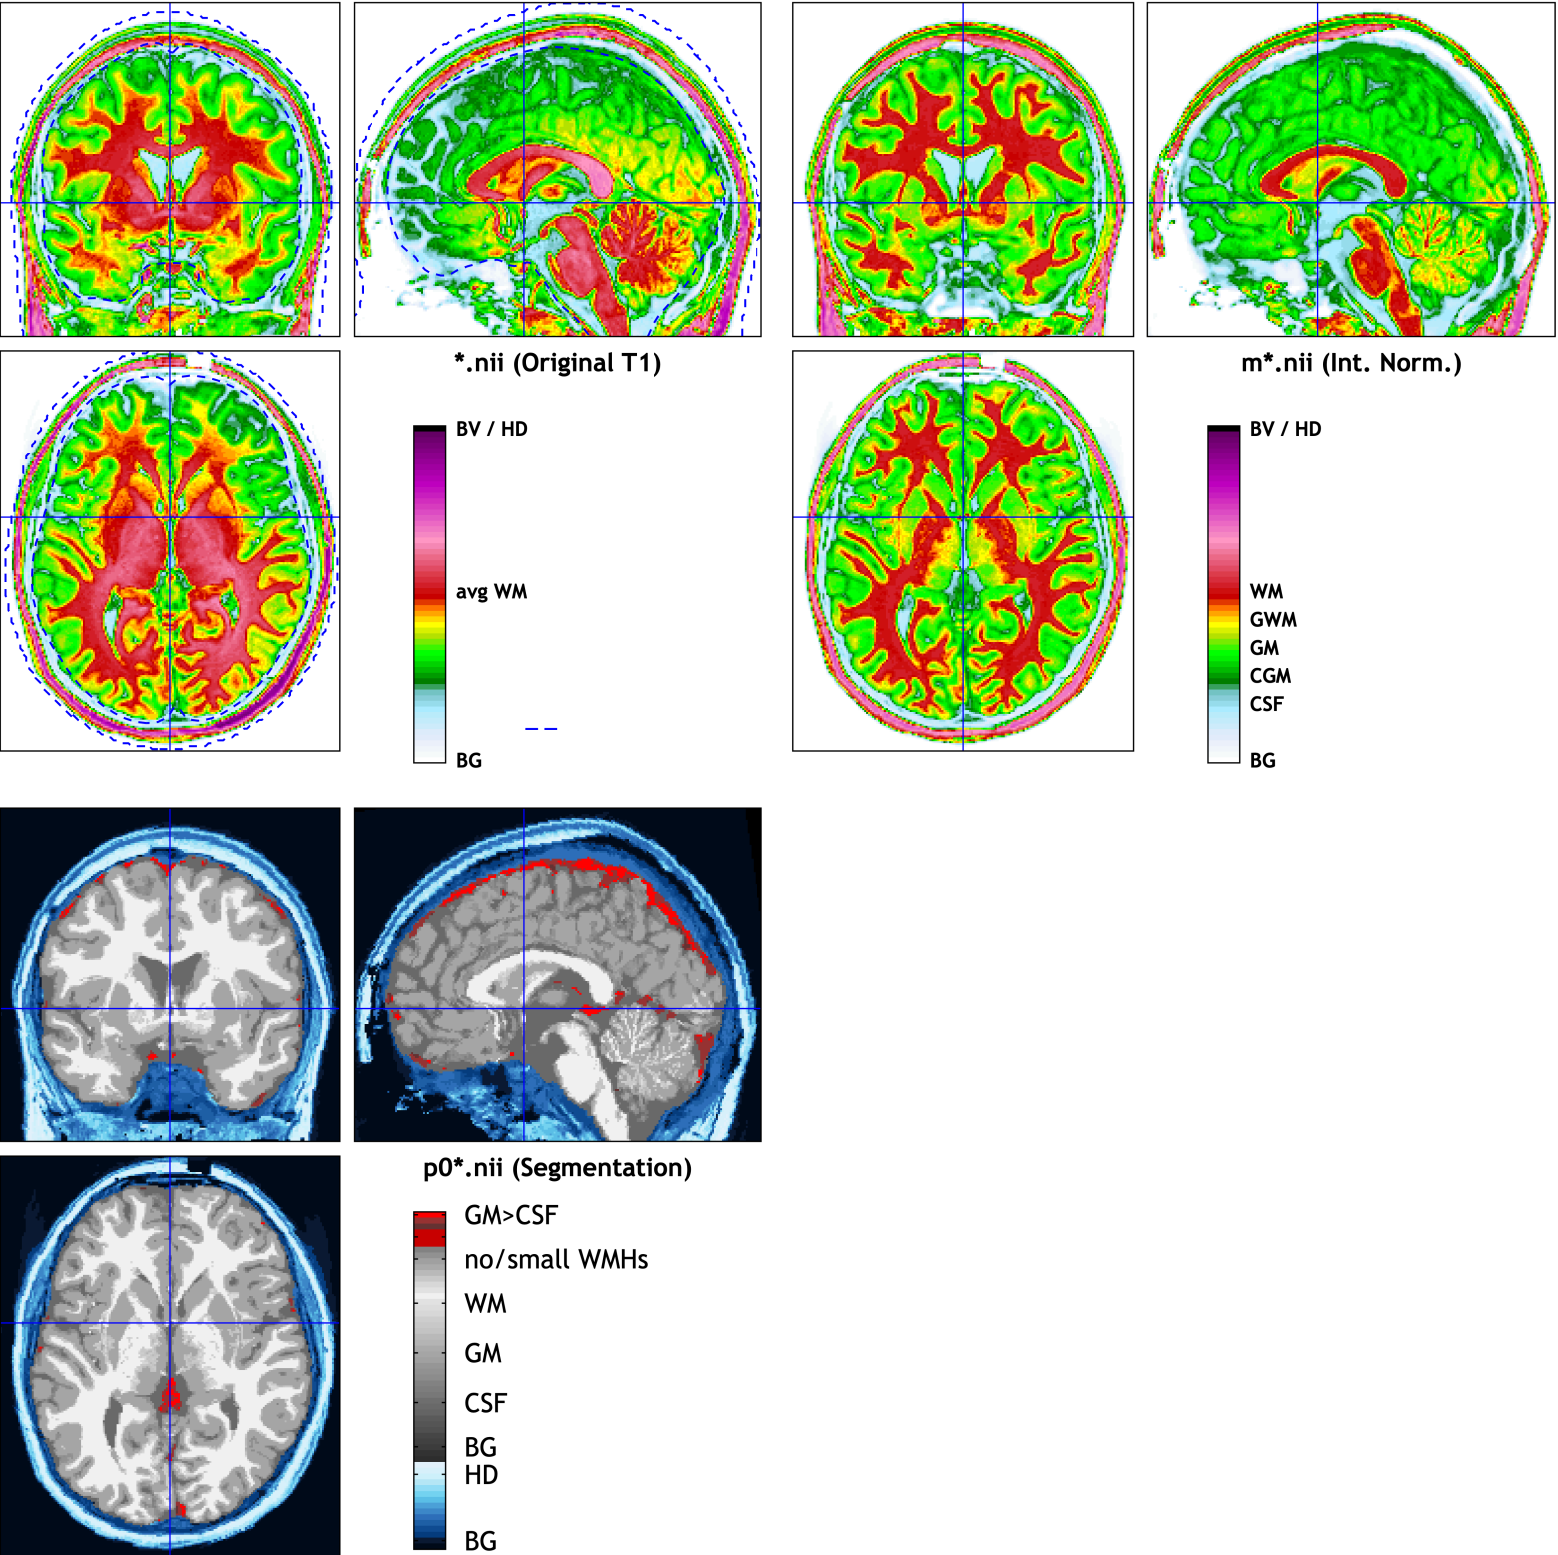 *.nii (Original T1)
BV / HD
avg WM
BG
m*.nii (Int. Norm.)
BV / HD
WM
GWM
GM
CGM
CSF
BG
p0*.nii (Segmentation)
GM>CSF
no/small WMHs
WM
GM
CSF
BG
HD
BG